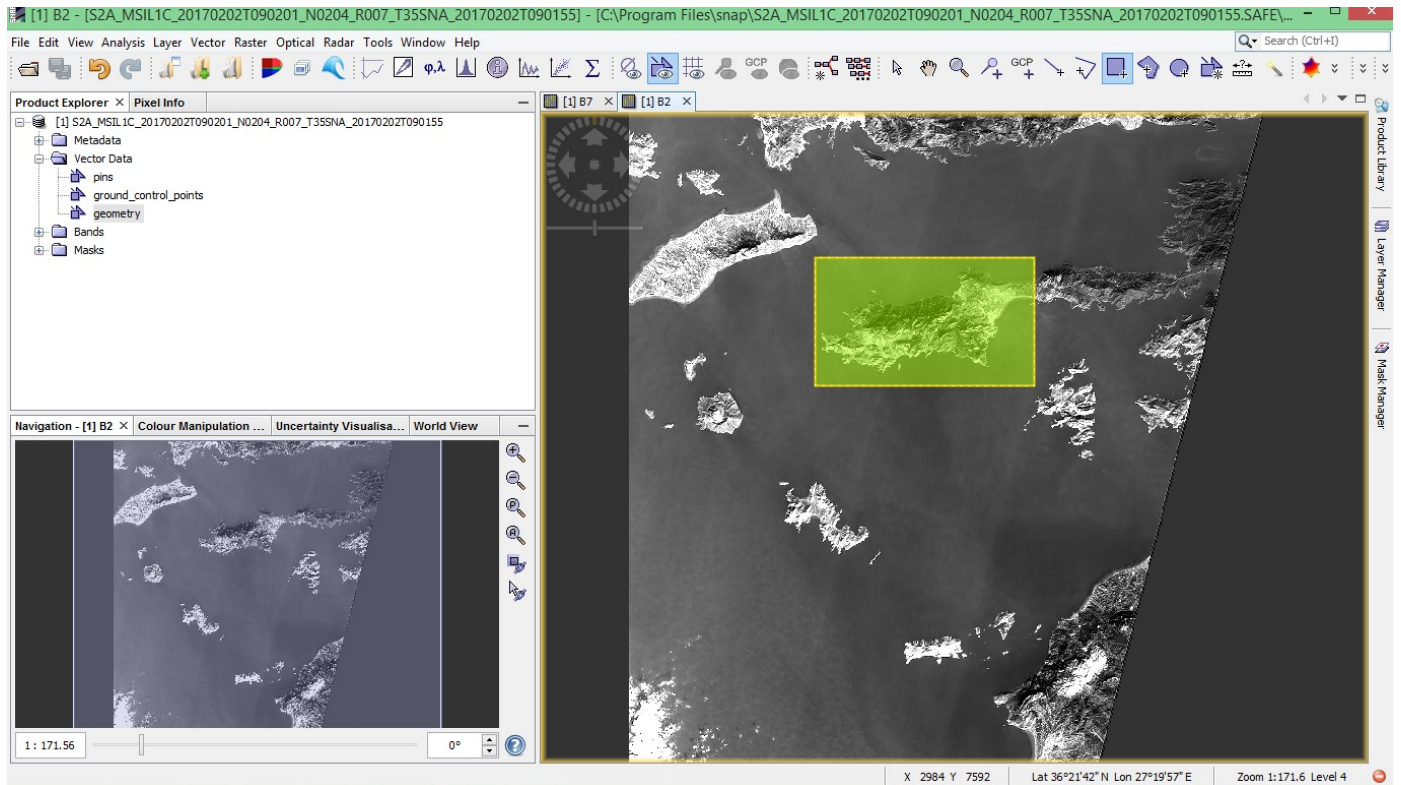 [1] B2 - [S2A_MSIL1C_20170202T090201_N0204_R007_T35SNA_20170202T090155] - [C:\Program Files\snap\S2A_MSIL1C_20170202T090201_N0204_R007_T35SNA_20170202T090155.SAFE\...
File Edit View Analysis Layer Vector Raster Optical Radar Tools Window Help
Search (Ctrl+I)
φ,λ Σ GCP GCP
Product Explorer Pixel Info
[1] B7 [1] B2
[1] S2A_MSIL1C_20170202T090201_N0204_R007_T35SNA_20170202T090155
Metadata
Vector Data
pins
ground_control_points
geometry
Bands
Masks
Product Library
Layer Manager
Mask Manager
Navigation - [1] B2 Colour Manipulation ... Uncertainty Visualisa... World View
1 : 171.56
0°
X 2984 Y 7592 Lat 36°21'42" N Lon 27°19'57" E Zoom 1:171.6 Level 4